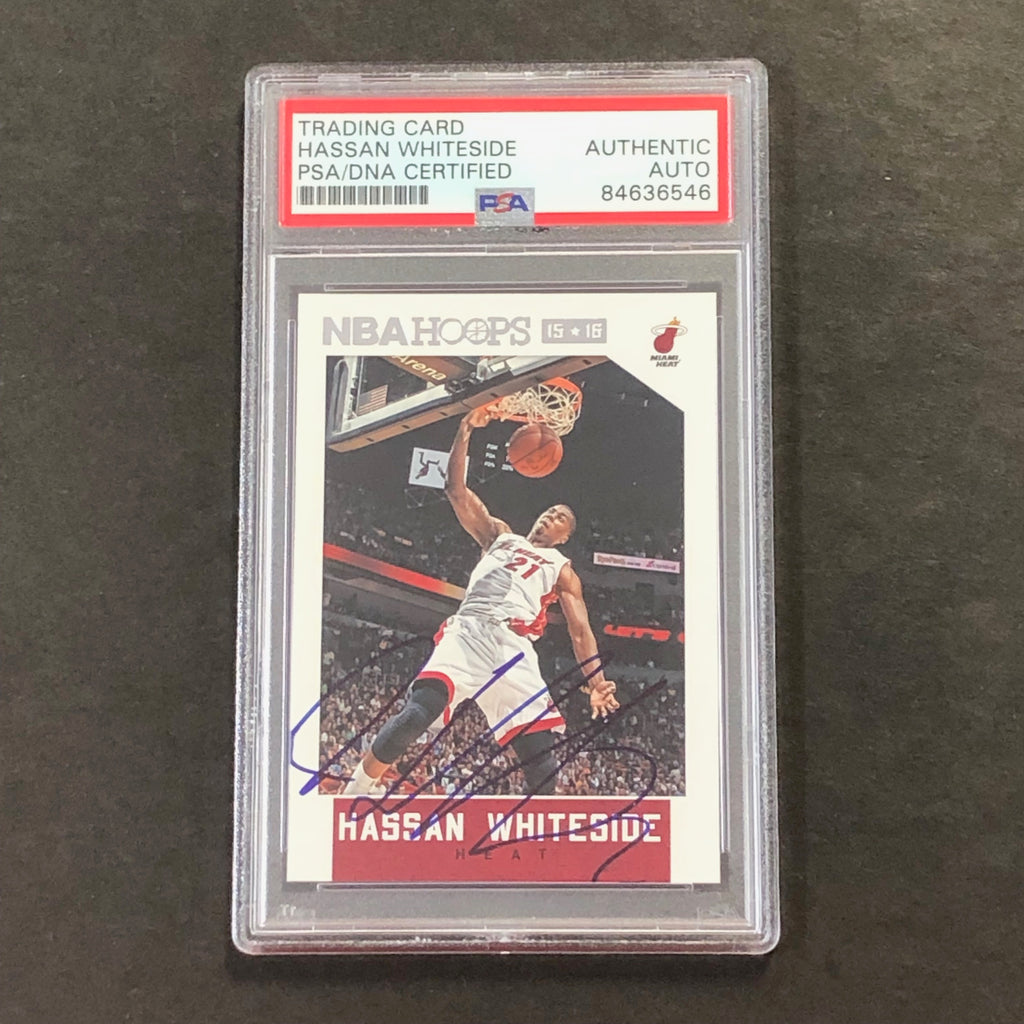 TRADING CARD
HASSAN WHITESIDE
PSA/DNA CERTIFIED
AUTHENTIC
AUTO
84636546
PSA
NBA HOOPS 15 ★ 16
MIAMI
HEAT
Arena
HEAT
21
LET'S
HASSAN WHITESIDE
HEAT